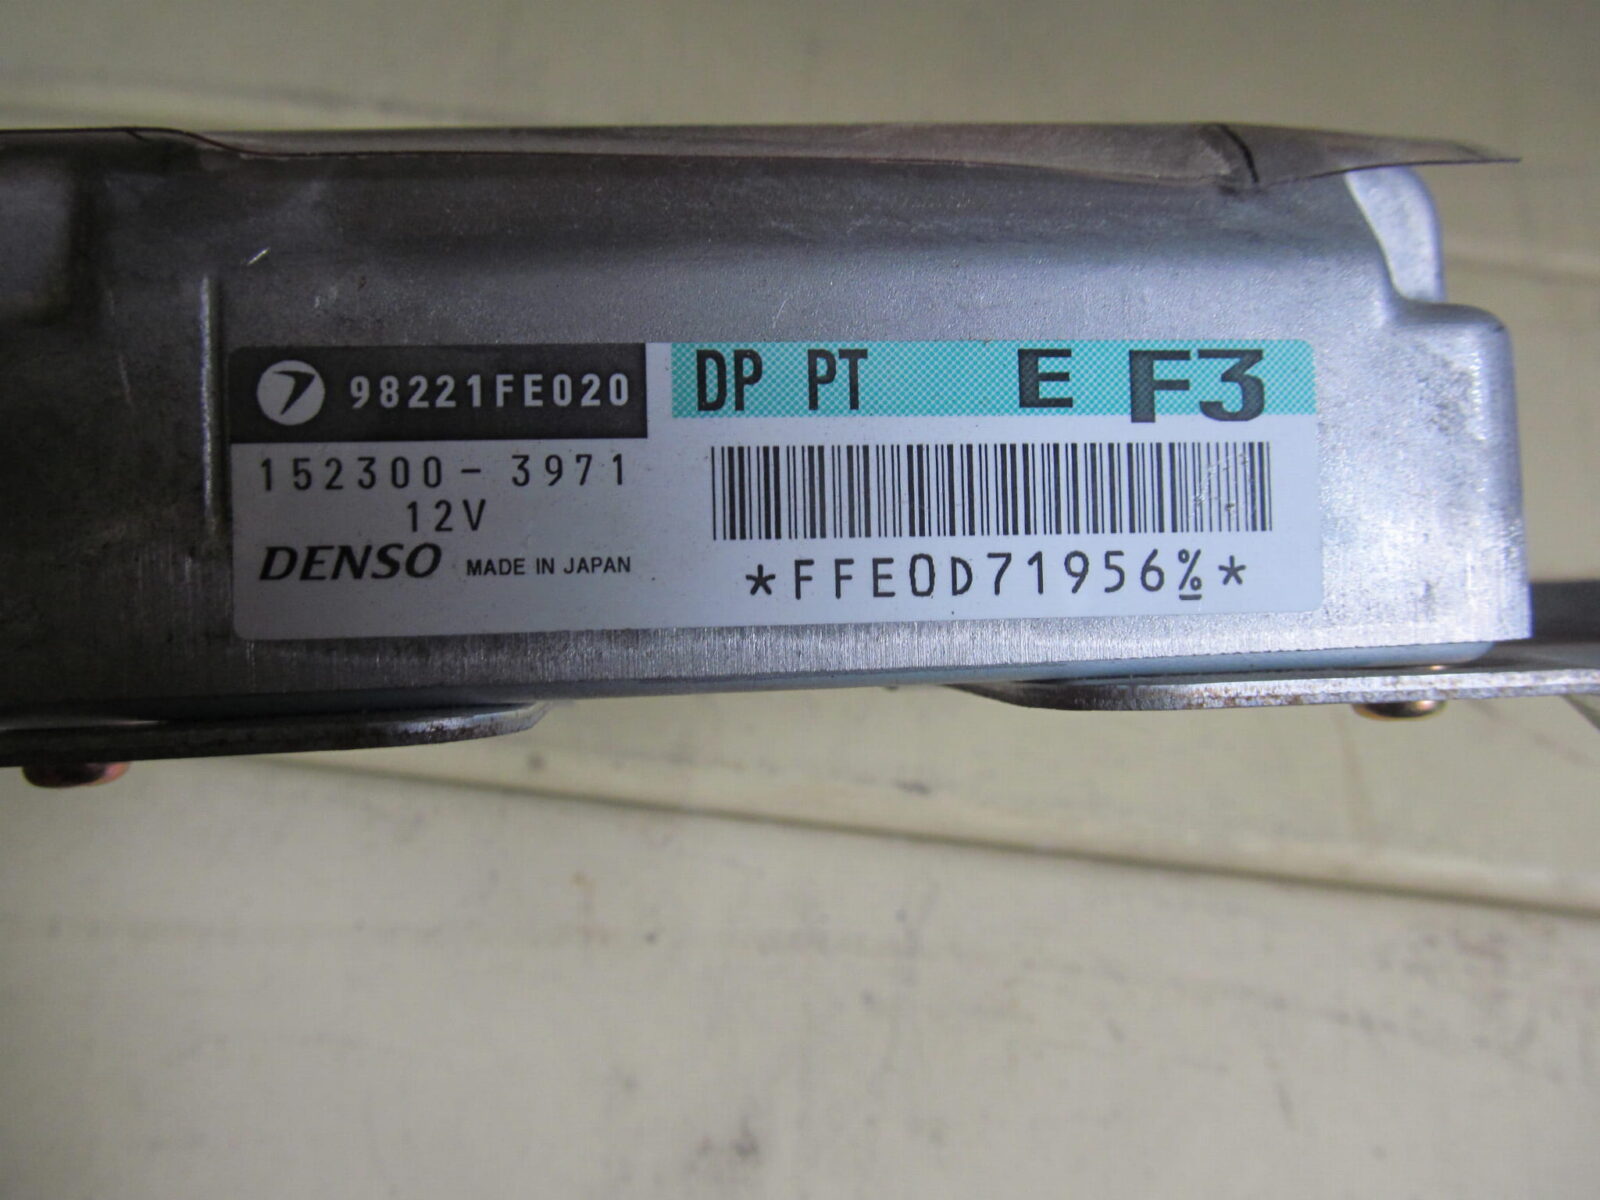 98221FE020
152300-3971
12V
DENSO MADE IN JAPAN
DP PT E F3
*FFE0D71956%*